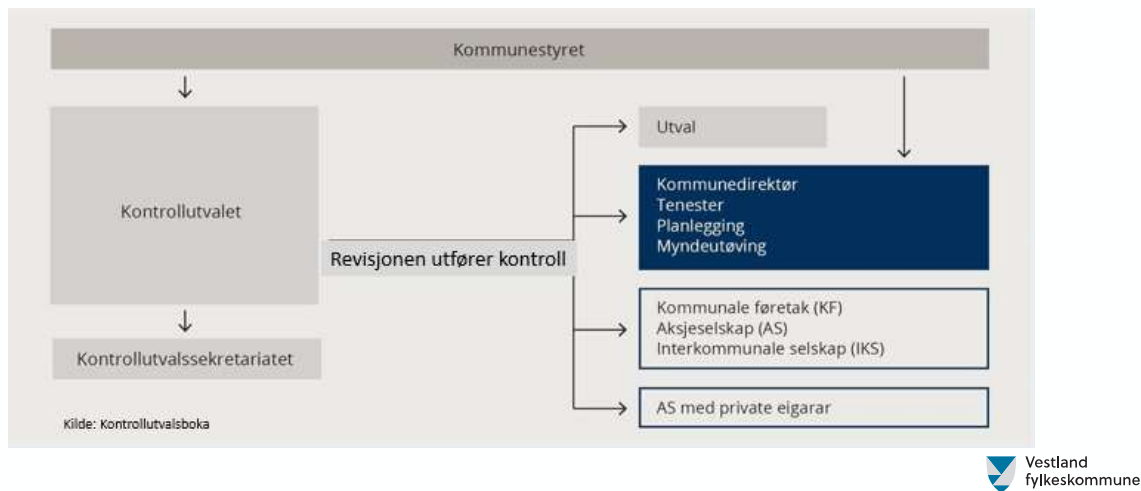 Kommunestyret
Kontrollutvalet
Revisjonen utfører kontroll
Kontrollutvalssekretariatet
Utval
Kommunedirektør
Tenester
Planlegging
Myndeutøving
Kommunale føretak (KF)
Aksjeselskap (AS)
Interkommunale selskap (IKS)
AS med private eigarar
Kilde: Kontrollutvalsboka
Vestland
fylkeskommune